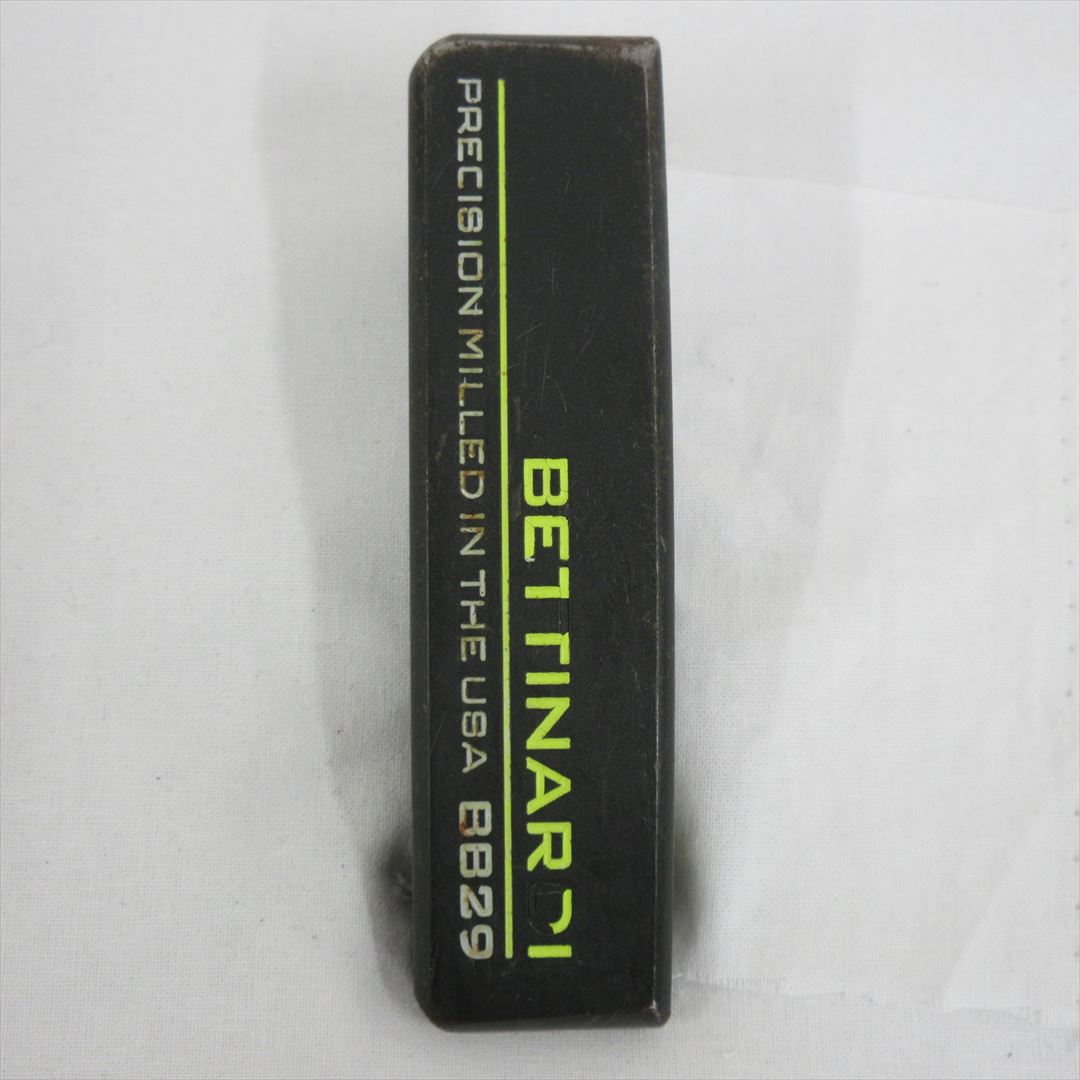 BETTINARDI
PRECISION MILLED IN THE USA BB29